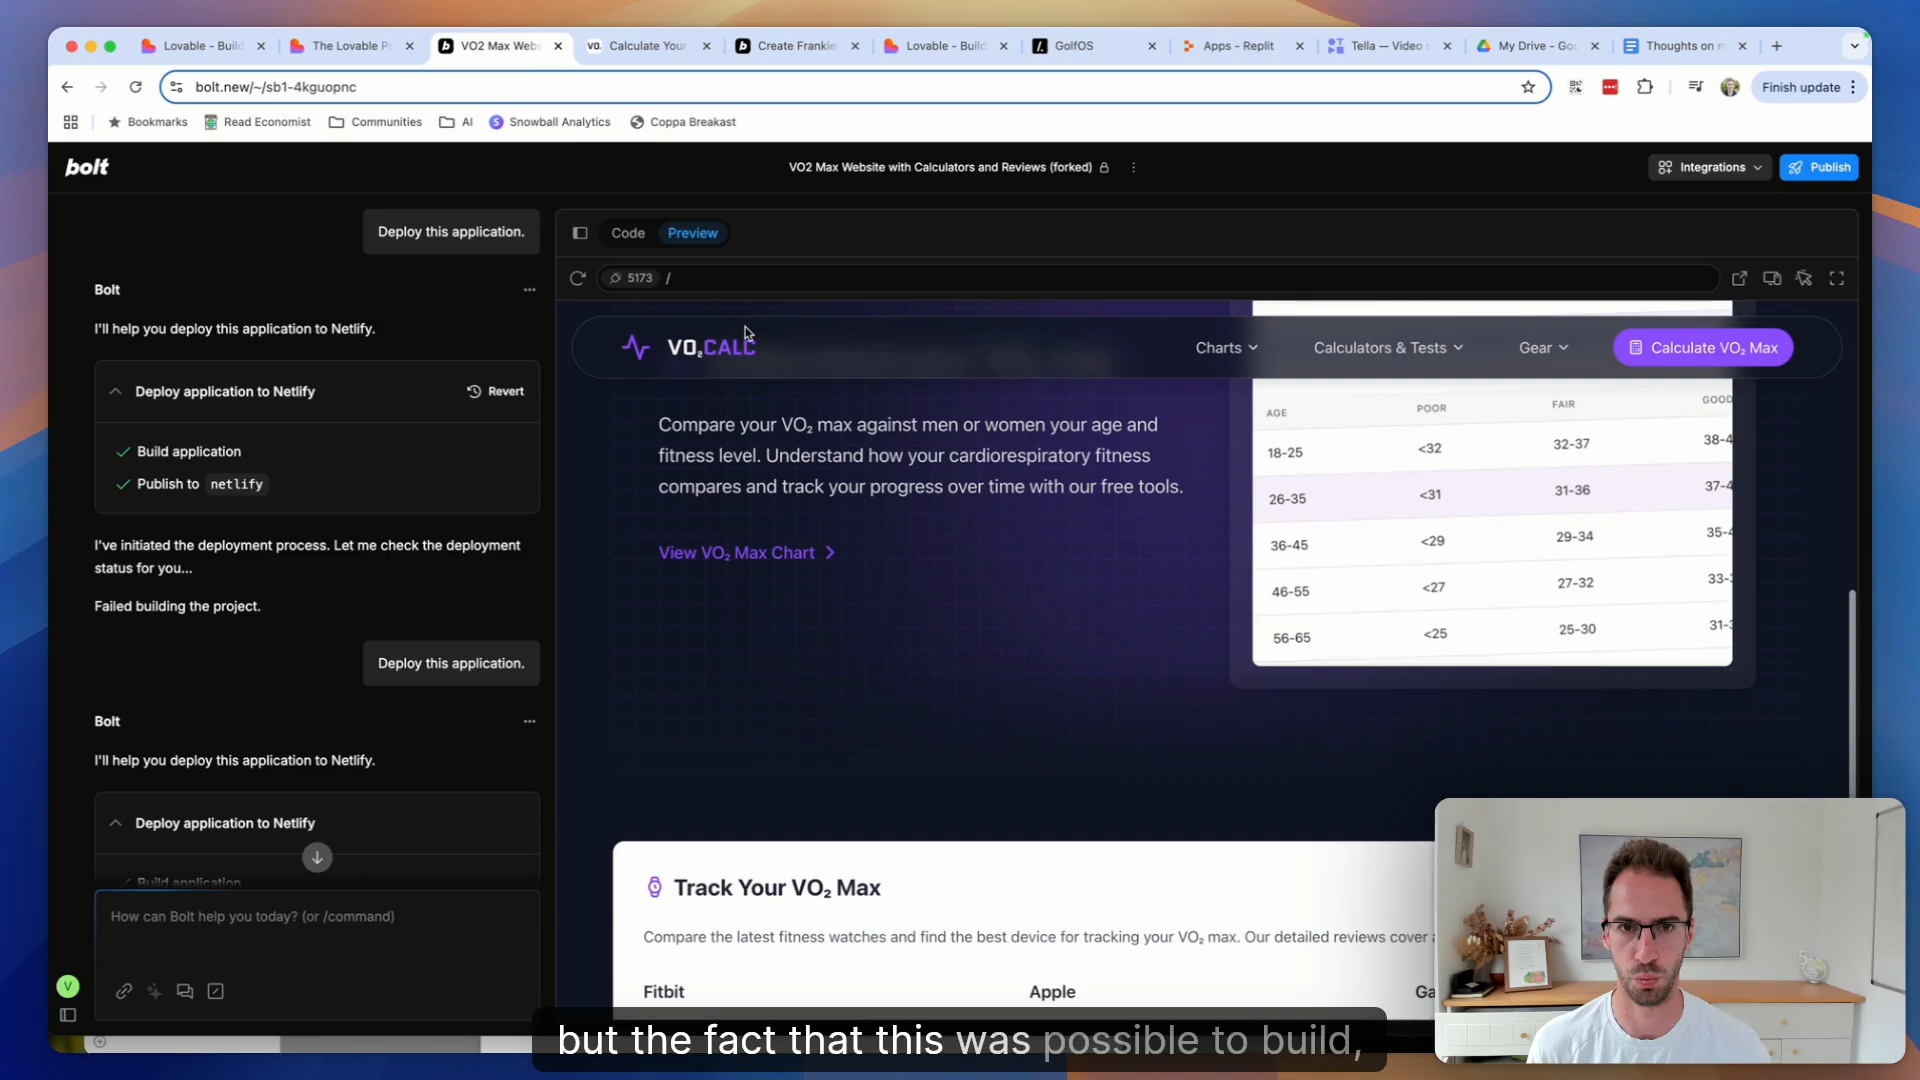 Lovable - Build
The Lovable P
VO2 Max Web
VO₂ Calculate Your
Create Frankie
Lovable - Build
GolfOS
Apps - Replit
Tella — Video
My Drive - Goo
Thoughts on m
bolt.new/~/sb1-4kguopnc
Finish update
Bookmarks
Read Economist
Communities
AI
Snowball Analytics
Coppa Breakast
bolt
VO2 Max Website with Calculators and Reviews (forked)
Integrations
Publish
Deploy this application.
Bolt
I'll help you deploy this application to Netlify.
Deploy application to Netlify
Revert
Build application
Publish to netlify
I've initiated the deployment process. Let me check the deployment
status for you...
Failed building the project.
Deploy this application.
Bolt
I'll help you deploy this application to Netlify.
Deploy application to Netlify
Build application
How can Bolt help you today? (or /command)
V
Code
Preview
5173 /
VO₂CALC
Charts
Calculators & Tests
Gear
Calculate VO₂ Max
Compare your VO₂ max against men or women your age and
fitness level. Understand how your cardiorespiratory fitness
compares and track your progress over time with our free tools.
View VO₂ Max Chart
AGE POOR FAIR GOOD
18-25 <32 32-37 38-4
26-35 <31 31-36 37-4
36-45 <29 29-34 35-
46-55 <27 27-32 33-
56-65 <25 25-30 31-
Track Your VO₂ Max
Compare the latest fitness watches and find the best device for tracking your VO₂ max. Our detailed reviews cover
Fitbit
Apple
Ga
but the fact that this was possible to build,